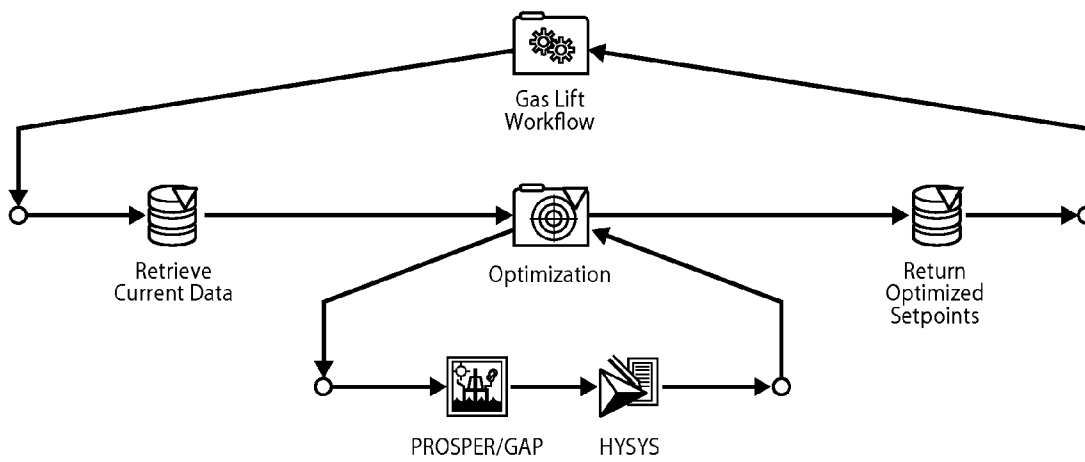 Gas Lift
Workflow
Retrieve
Current Data
Optimization
Return
Optimized
Setpoints
PROSPER/GAP
HYSYS